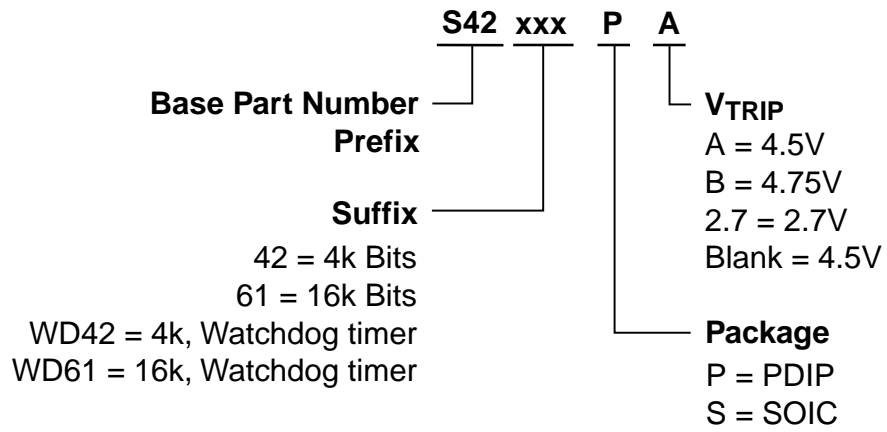 S42 xxx P A
Base Part Number
Prefix
Suffix
42 = 4k Bits
61 = 16k Bits
WD42 = 4k, Watchdog timer
WD61 = 16k, Watchdog timer
VTRIP
A = 4.5V
B = 4.75V
2.7 = 2.7V
Blank = 4.5V
Package
P = PDIP
S = SOIC